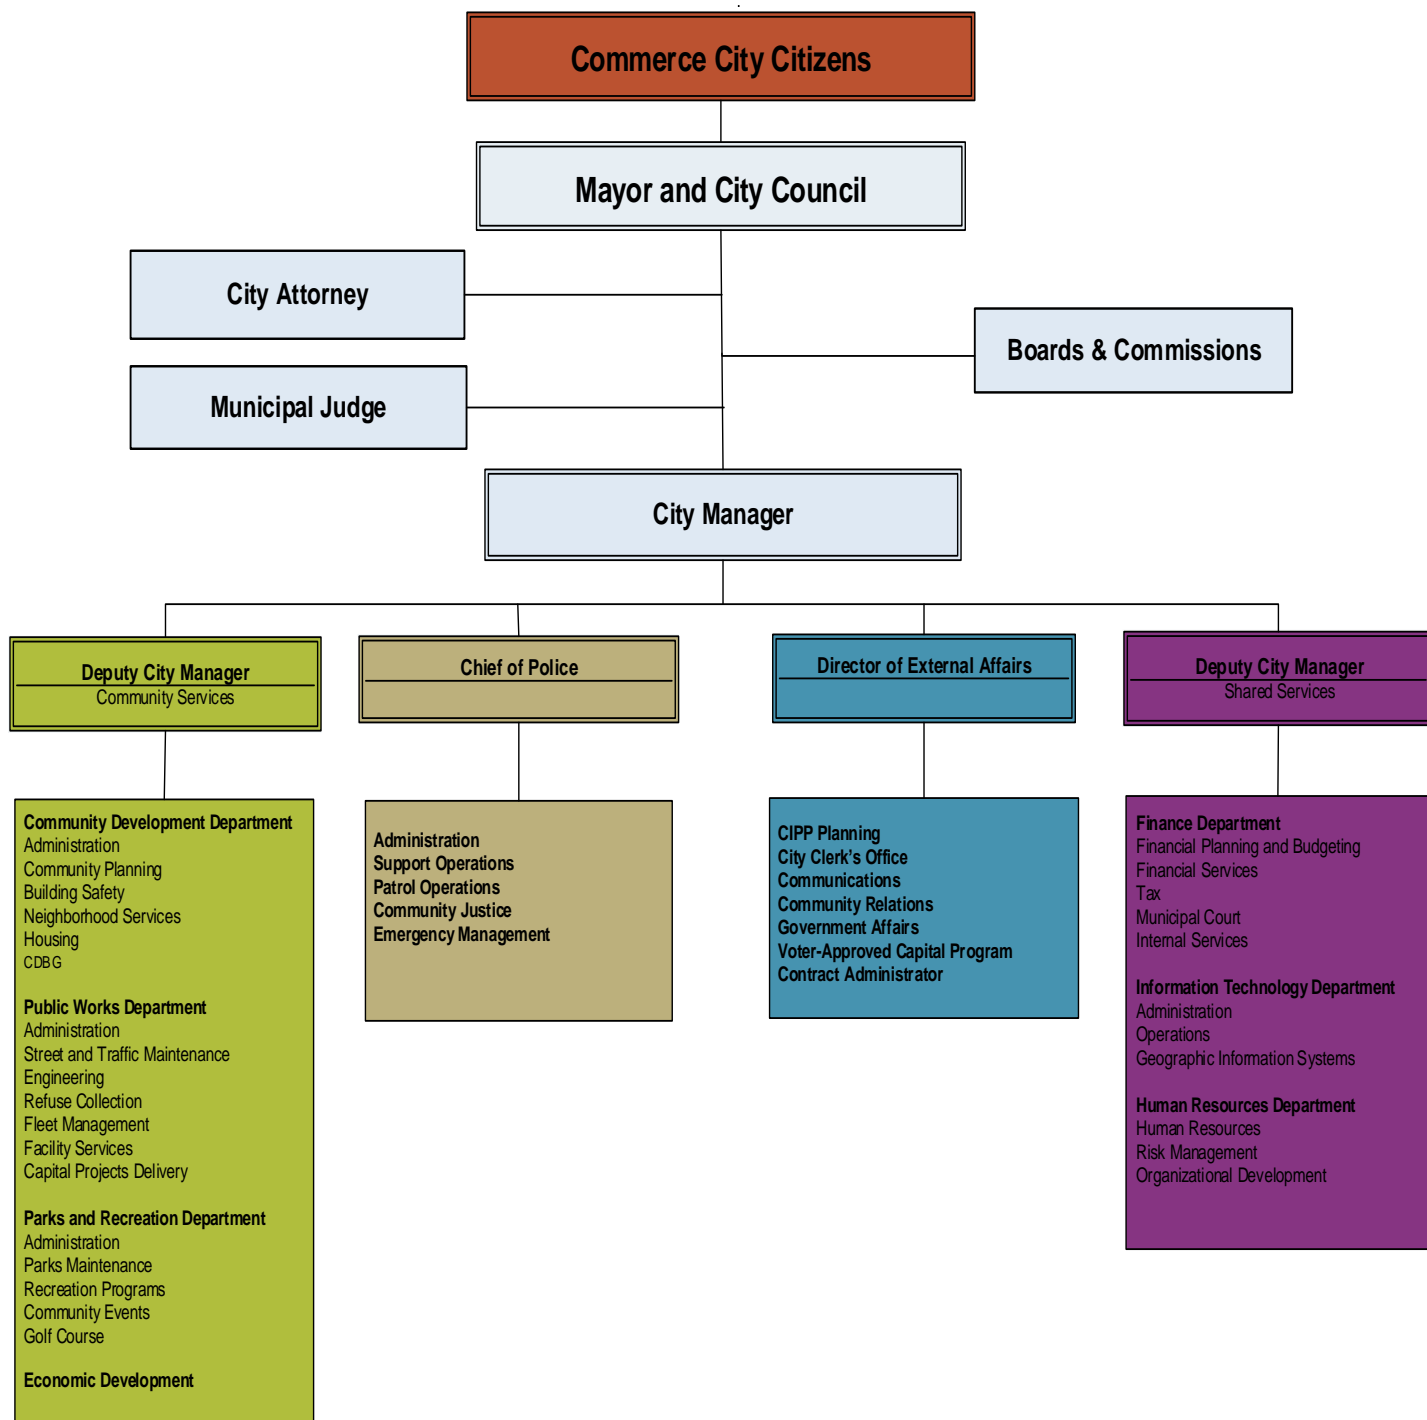 Commerce City Citizens
Mayor and City Council
City Attorney
Boards & Commissions
Municipal Judge
City Manager
Deputy City Manager
Community Services
Chief of Police
Director of External Affairs
Deputy City Manager
Shared Services
Community Development Department
Administration
Community Planning
Building Safety
Neighborhood Services
Housing
CDBG
Public Works Department
Administration
Street and Traffic Maintenance
Engineering
Refuse Collection
Fleet Management
Facility Services
Capital Projects Delivery
Parks and Recreation Department
Administration
Parks Maintenance
Recreation Programs
Community Events
Golf Course
Economic Development
Administration
Support Operations
Patrol Operations
Community Justice
Emergency Management
CIPP Planning
City Clerk's Office
Communications
Community Relations
Government Affairs
Voter-Approved Capital Program
Contract Administrator
Finance Department
Financial Planning and Budgeting
Financial Services
Tax
Municipal Court
Internal Services
Information Technology Department
Administration
Operations
Geographic Information Systems
Human Resources Department
Human Resources
Risk Management
Organizational Development